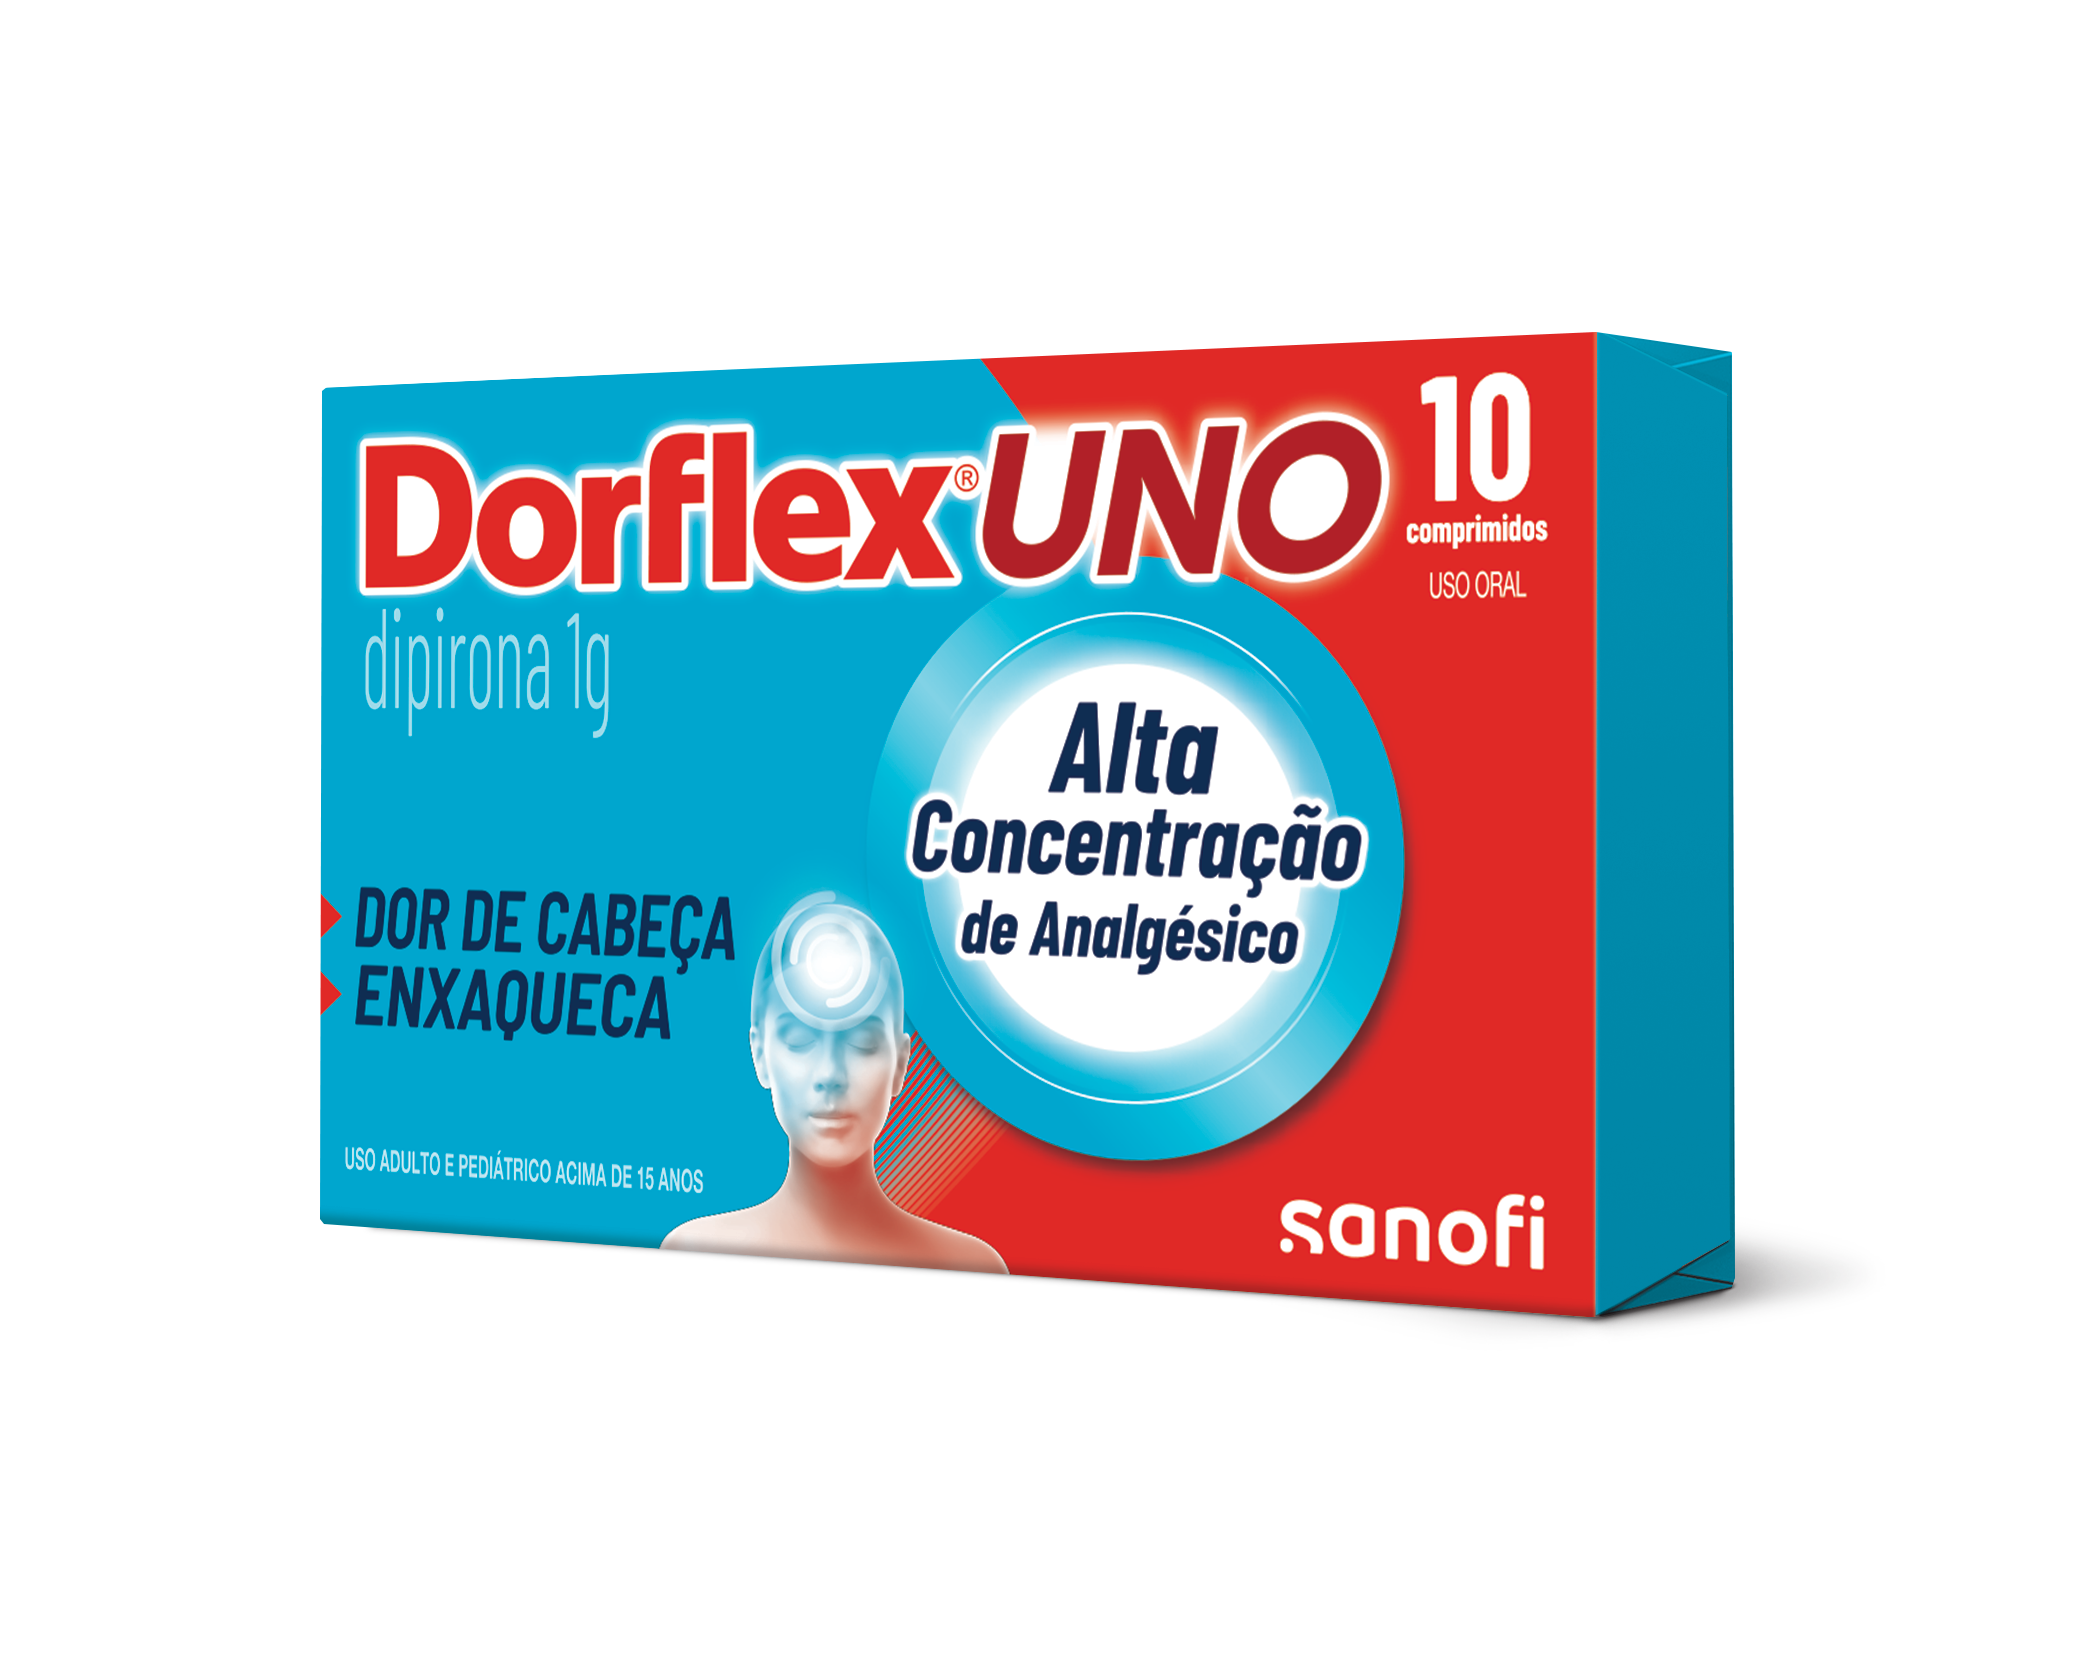 Dorflex® UNO
10
comprimidos
USO ORAL
dipirona 1g
Alta
Concentração
de Analgésico
DOR DE CABEÇA
ENXAQUECA
USO ADULTO E PEDIÁTRICO ACIMA DE 15 ANOS
sanofi